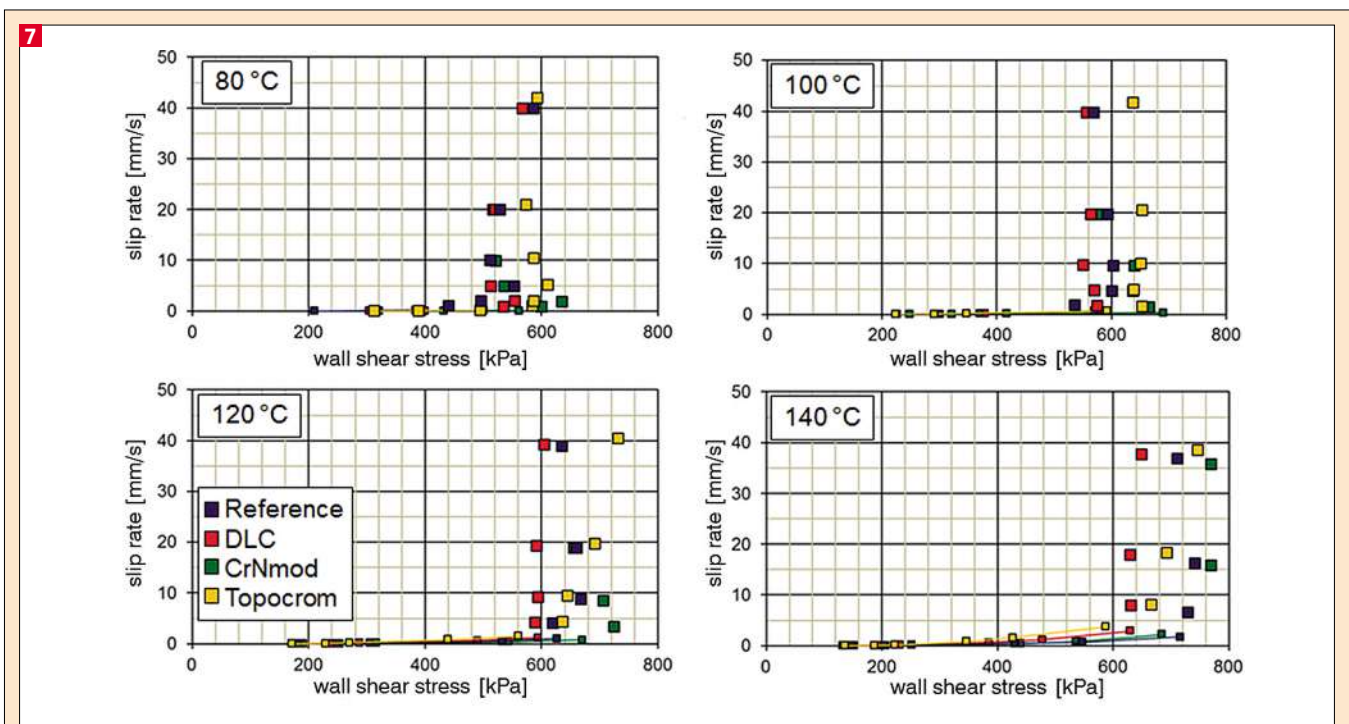 7
50
40
30
20
10
0
slip rate [mm/s]
80 °C
0 200 400 600 800
wall shear stress [kPa]
50
40
30
20
10
0
slip rate [mm/s]
100 °C
0 200 400 600 800
wall shear stress [kPa]
50
40
30
20
10
0
slip rate [mm/s]
120 °C
Reference
DLC
CrNmod
Topocrom
0 200 400 600 800
wall shear stress [kPa]
50
40
30
20
10
0
slip rate [mm/s]
140 °C
0 200 400 600 800
wall shear stress [kPa]